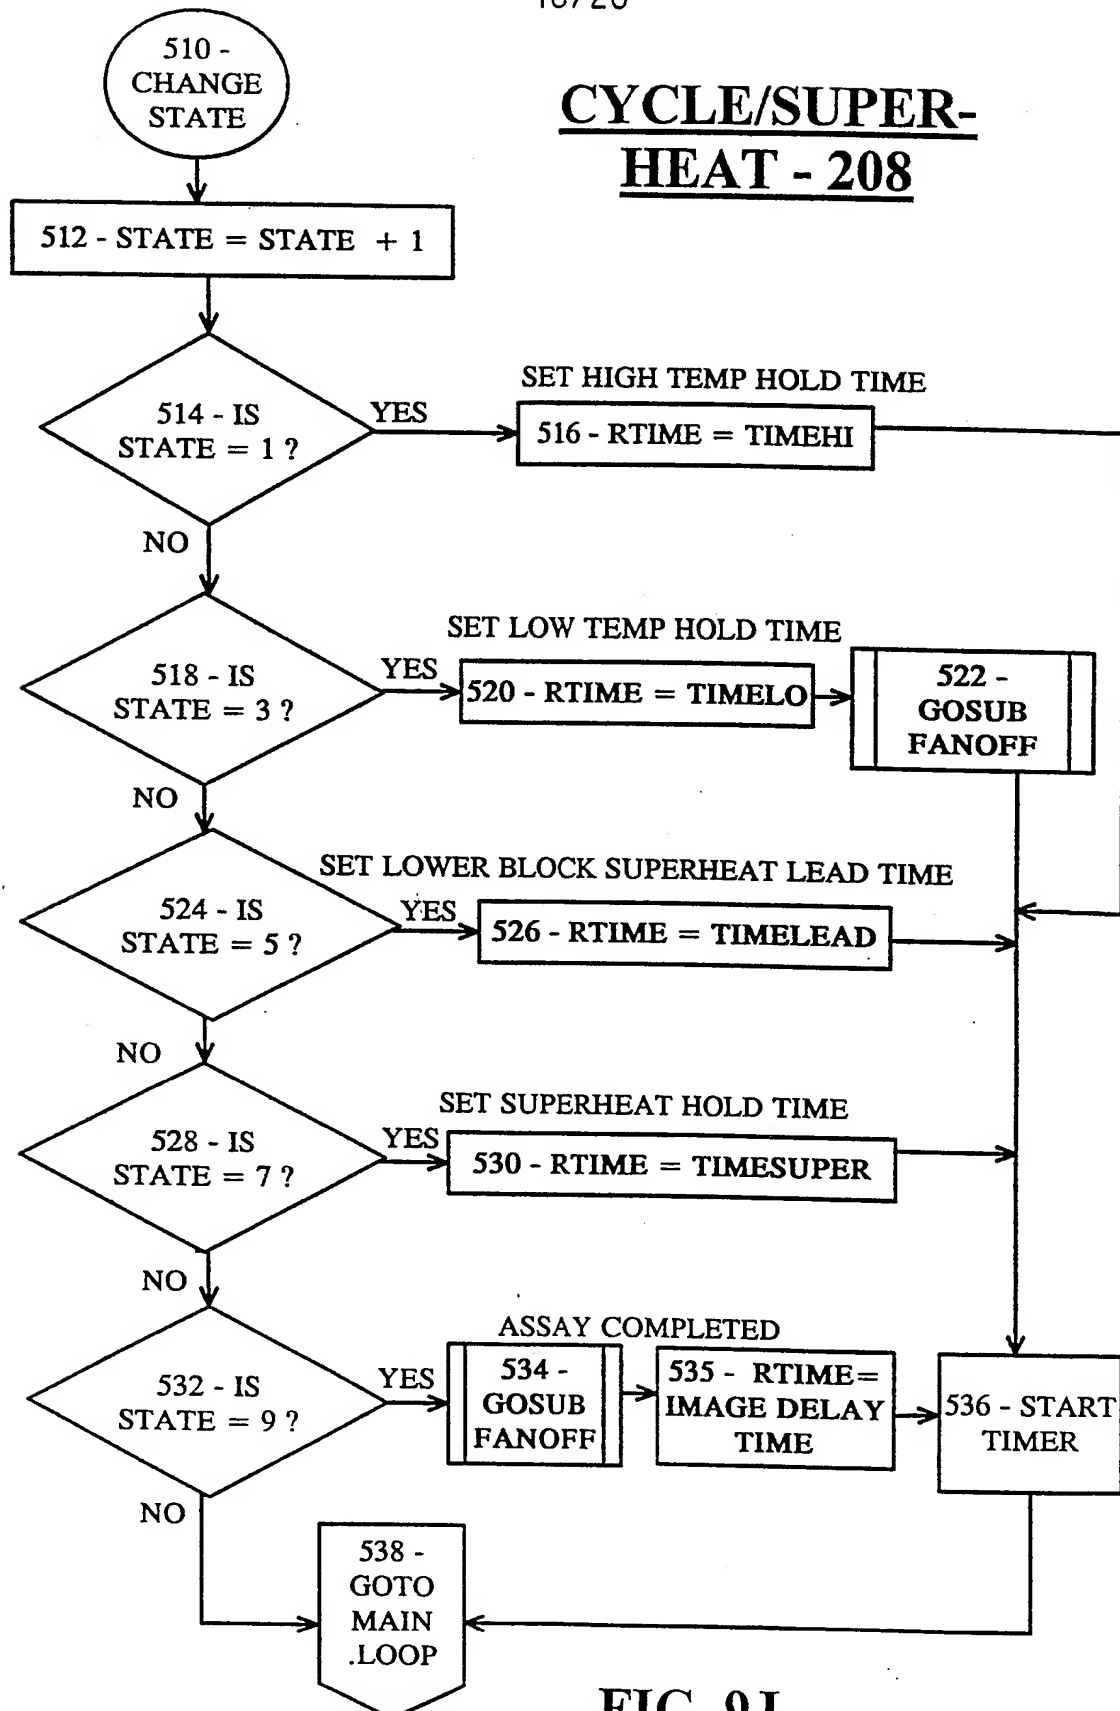 510 -
CHANGE
STATE
CYCLE/SUPER-
HEAT - 208
512 - STATE = STATE + 1
514 - IS
STATE = 1 ?
YES
SET HIGH TEMP HOLD TIME
516 - RTIME = TIMEHI
NO
518 - IS
STATE = 3 ?
YES
SET LOW TEMP HOLD TIME
520 - RTIME = TIMELO
522 -
GOSUB
FANOFF
NO
524 - IS
STATE = 5 ?
YES
SET LOWER BLOCK SUPERHEAT LEAD TIME
526 - RTIME = TIMELEAD
NO
528 - IS
STATE = 7 ?
YES
SET SUPERHEAT HOLD TIME
530 - RTIME = TIMESUPER
NO
532 - IS
STATE = 9 ?
YES
ASSAY COMPLETED
534 -
GOSUB
FANOFF
535 - RTIME=
IMAGE DELAY
TIME
536 - START
TIMER
NO
538 -
GOTO
MAIN
.LOOP